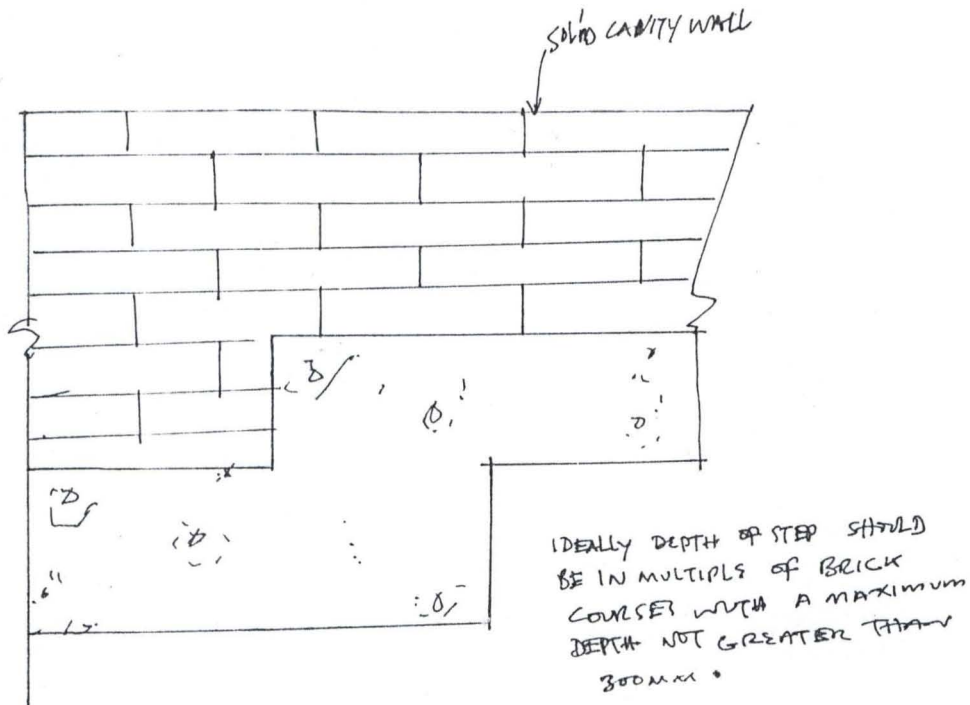 SOLID CAVITY WALL
IDEALLY DEPTH OF STEP SHOULD
BE IN MULTIPLS OF BRICK
COURSES WITH A MAXIMUM
DEPTH NOT GREATER THAN
300MM.